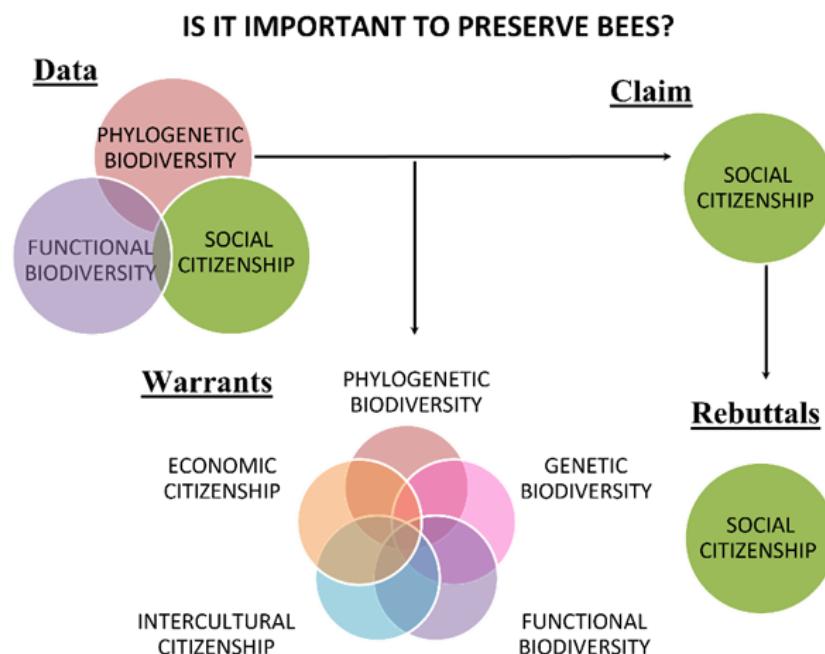 IS IT IMPORTANT TO PRESERVE BEES?
Data
PHYLOGENETIC
BIODIVERSITY
FUNCTIONAL
BIODIVERSITY
SOCIAL
CITIZENSHIP
Claim
SOCIAL
CITIZENSHIP
Warrants
PHYLOGENETIC
BIODIVERSITY
ECONOMIC
CITIZENSHIP
GENETIC
BIODIVERSITY
INTERCULTURAL
CITIZENSHIP
FUNCTIONAL
BIODIVERSITY
Rebuttals
SOCIAL
CITIZENSHIP